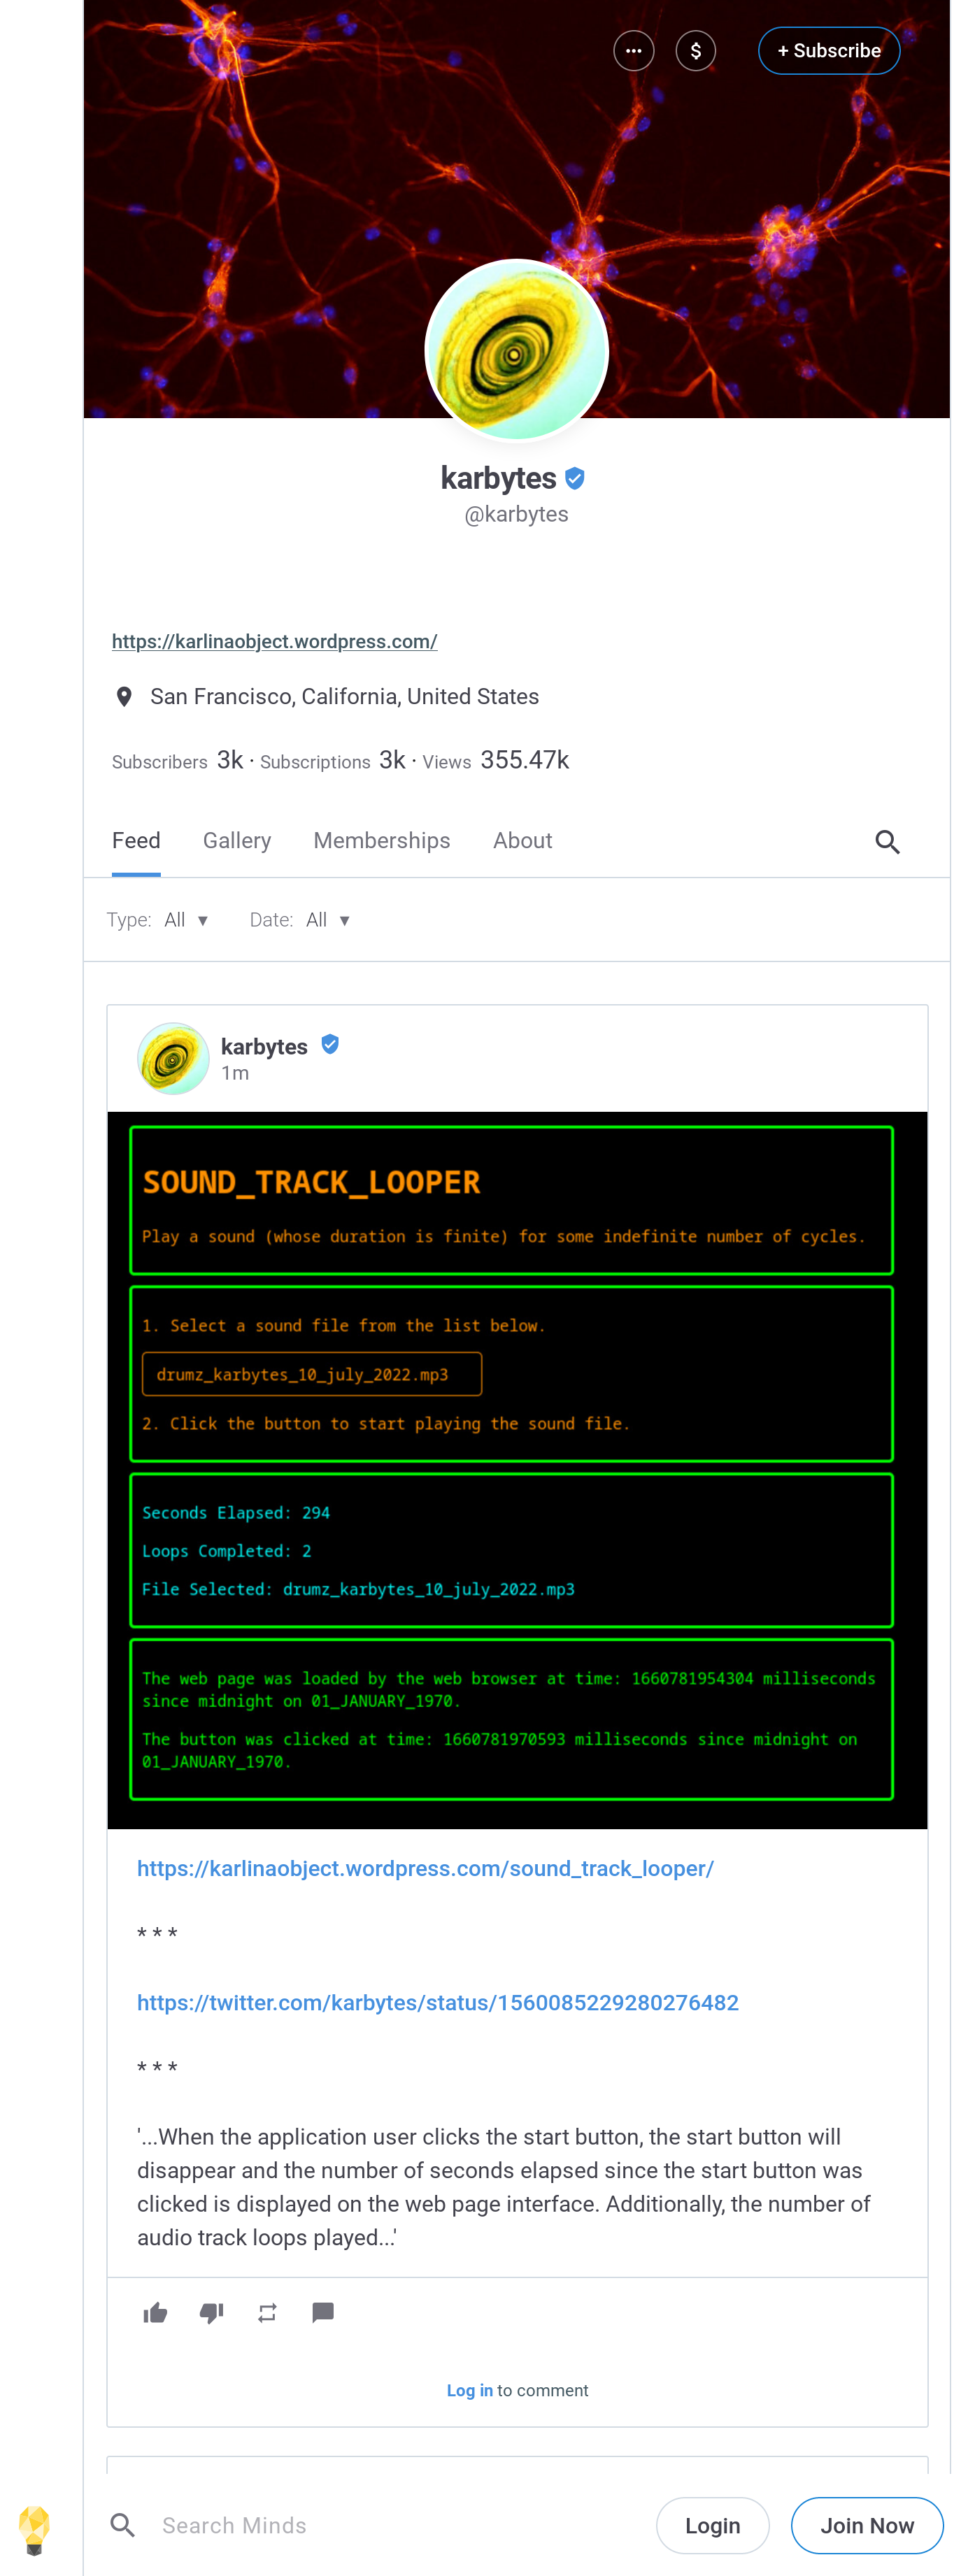 + Subscribe
karbytes
@karbytes
https://karlinaobject.wordpress.com/
San Francisco, California, United States
Subscribers 3k · Subscriptions 3k · Views 355.47k
Feed Gallery Memberships About
Type: All ▾ Date: All ▾
karbytes
1m
SOUND_TRACK_LOOPER
Play a sound (whose duration is finite) for some indefinite number of cycles.
1. Select a sound file from the list below.
drumz_karbytes_10_july_2022.mp3
2. Click the button to start playing the sound file.
Seconds Elapsed: 294
Loops Completed: 2
File Selected: drumz_karbytes_10_july_2022.mp3
The web page was loaded by the web browser at time: 1660781954304 milliseconds
since midnight on 01_JANUARY_1970.
The button was clicked at time: 1660781970593 milliseconds since midnight on
01_JANUARY_1970.
https://karlinaobject.wordpress.com/sound_track_looper/
* * *
https://twitter.com/karbytes/status/1560085229280276482
* * *
'...When the application user clicks the start button, the start button will
disappear and the number of seconds elapsed since the start button was
clicked is displayed on the web page interface. Additionally, the number of
audio track loops played...'
Log in to comment
Search Minds Login Join Now